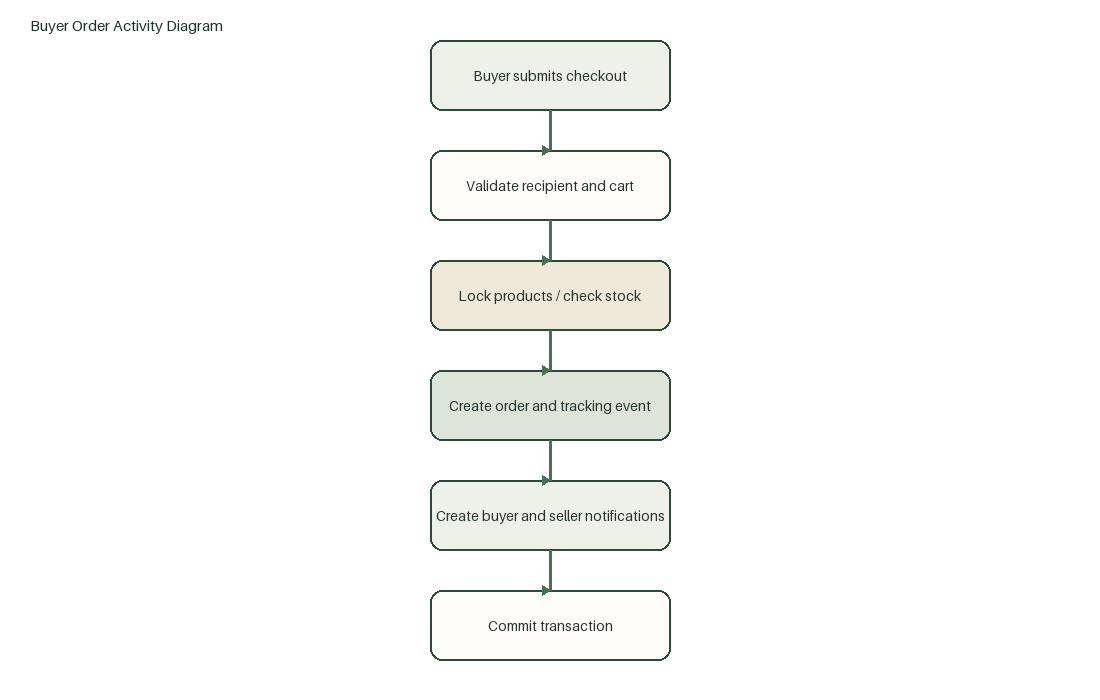 Buyer Order Activity Diagram
Buyer submits checkout
Validate recipient and cart
Lock products / check stock
Create order and tracking event
Create buyer and seller notifications
Commit transaction